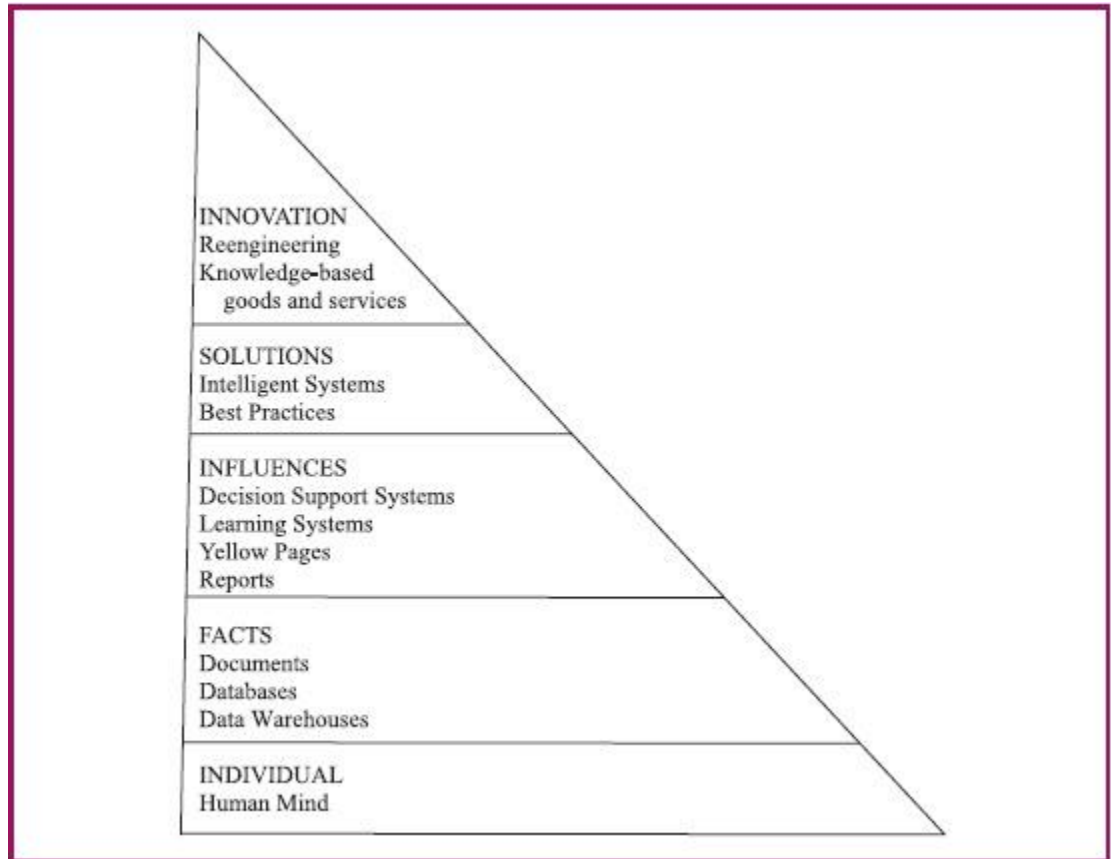 INNOVATION
Reengineering
Knowledge-based
goods and services
SOLUTIONS
Intelligent Systems
Best Practices
INFLUENCES
Decision Support Systems
Learning Systems
Yellow Pages
Reports
FACTS
Documents
Databases
Data Warehouses
INDIVIDUAL
Human Mind